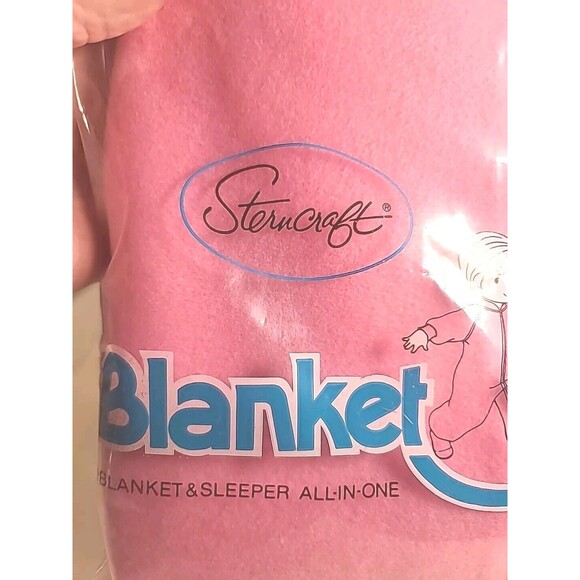 Sterncraft®
Blanket
BLANKET & SLEEPER ALL-IN-ONE